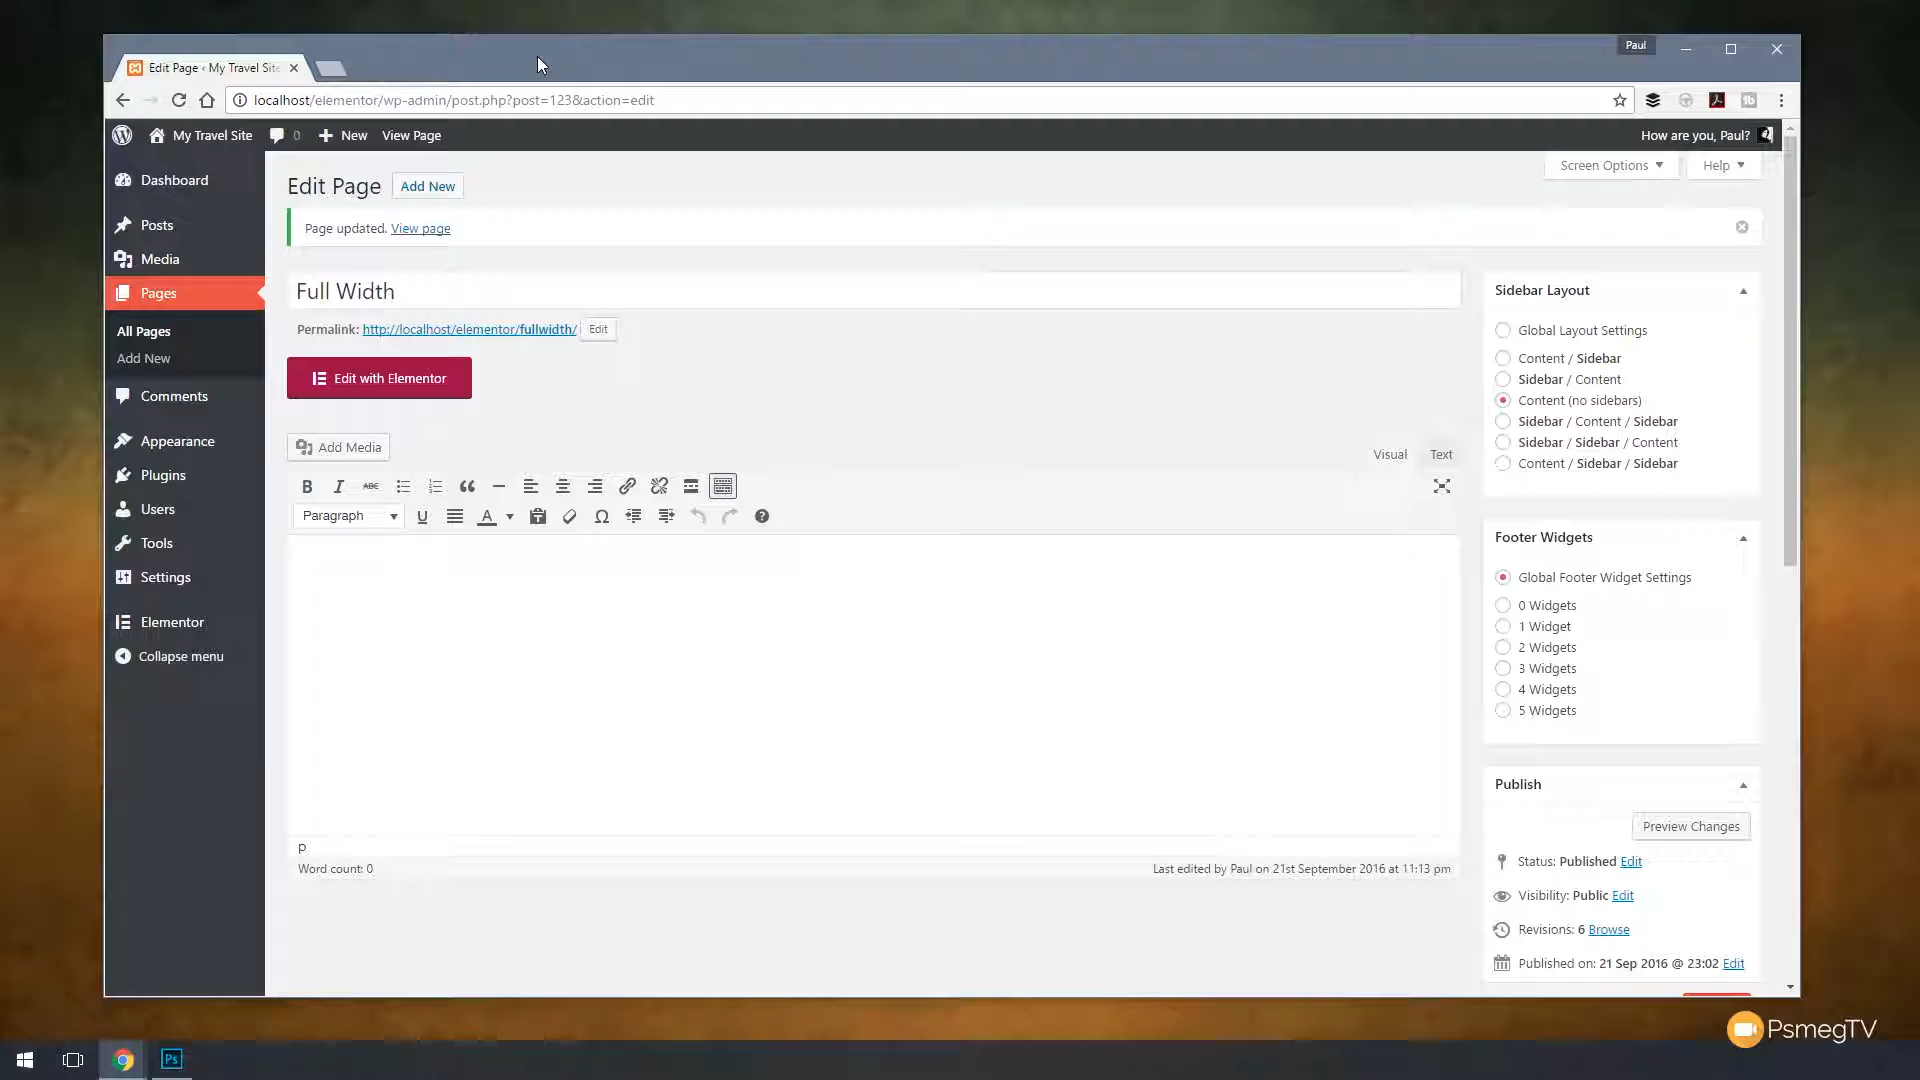 Paul
Edit Page ‹ My Travel Site
localhost/elementor/wp-admin/post.php?post=123&action=edit
My Travel Site 0 New View Page How are you, Paul?
Screen Options Help
Dashboard
Posts
Media
Pages
All Pages
Add New
Comments
Appearance
Plugins
Users
Tools
Settings
Elementor
Collapse menu
Edit Page Add New
Page updated. View page
Full Width
Permalink: http://localhost/elementor/fullwidth/ Edit
Edit with Elementor
Add Media
Visual Text
B I ABC
Paragraph U A Ω
p
Word count: 0
Last edited by Paul on 21st September 2016 at 11:13 pm
Sidebar Layout
Global Layout Settings
Content / Sidebar
Sidebar / Content
Content (no sidebars)
Sidebar / Content / Sidebar
Sidebar / Sidebar / Content
Content / Sidebar / Sidebar
Footer Widgets
Global Footer Widget Settings
0 Widgets
1 Widget
2 Widgets
3 Widgets
4 Widgets
5 Widgets
Publish
Preview Changes
Status: Published Edit
Visibility: Public Edit
Revisions: 6 Browse
Published on: 21 Sep 2016 @ 23:02 Edit
PsmegTV
Ps